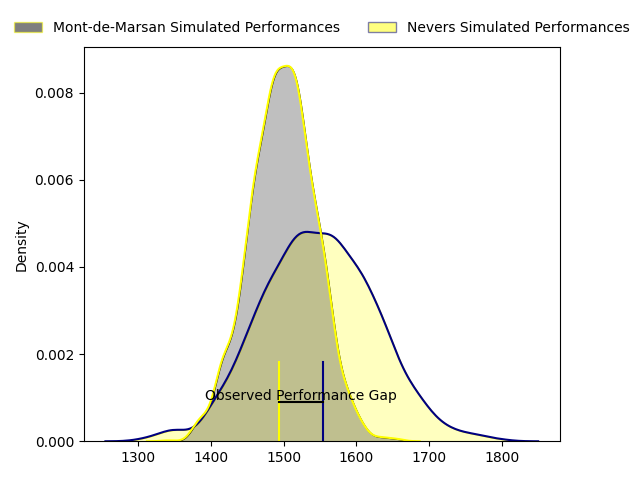 Mont-de-Marsan Simulated Performances Nevers Simulated Performances
0.008
0.006
0.004
0.002
0.000
Density
Observed Performance Gap
1300 1400 1500 1600 1700 1800